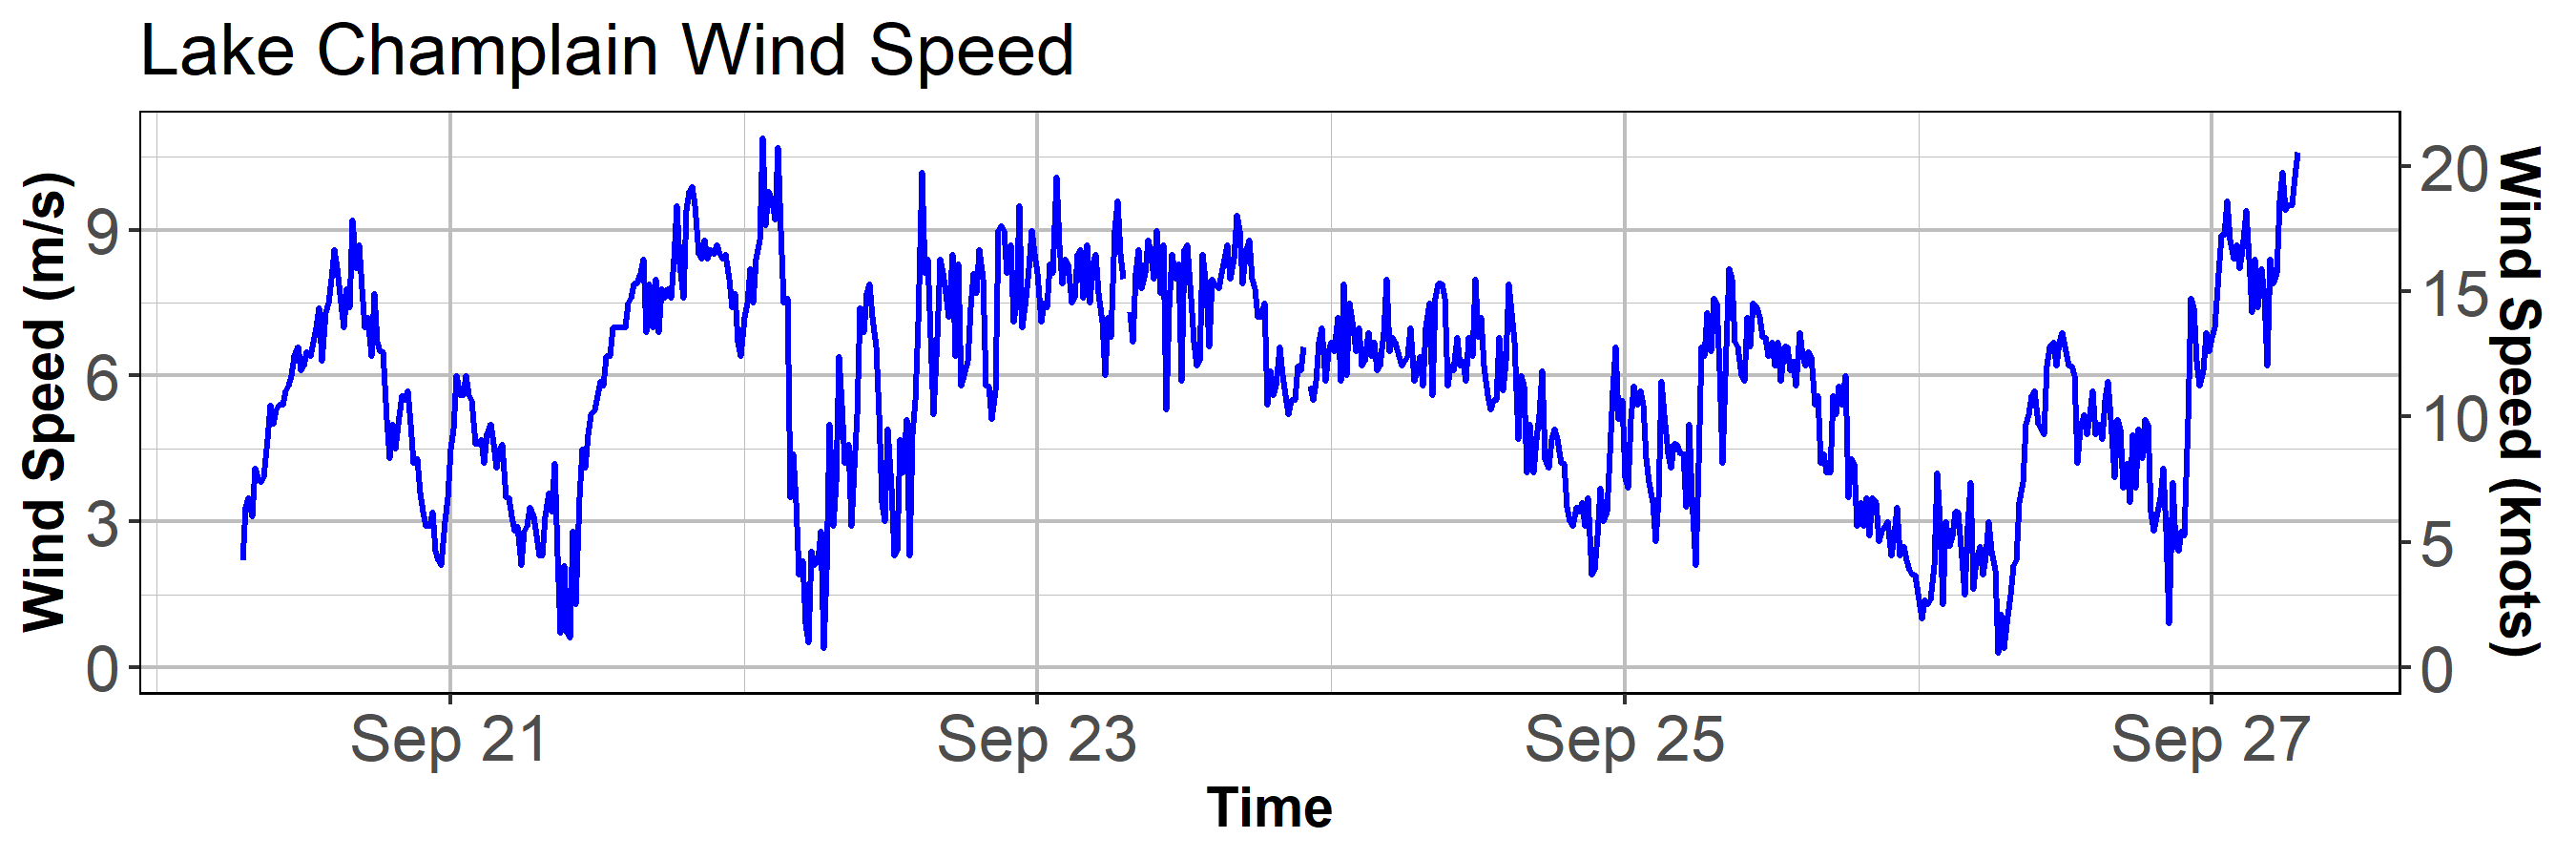 Lake Champlain Wind Speed
Wind Speed (m/s)
9
6
3
0
20
15
10
5
0
Wind Speed (knots)
Sep 21
Sep 23
Sep 25
Sep 27
Time